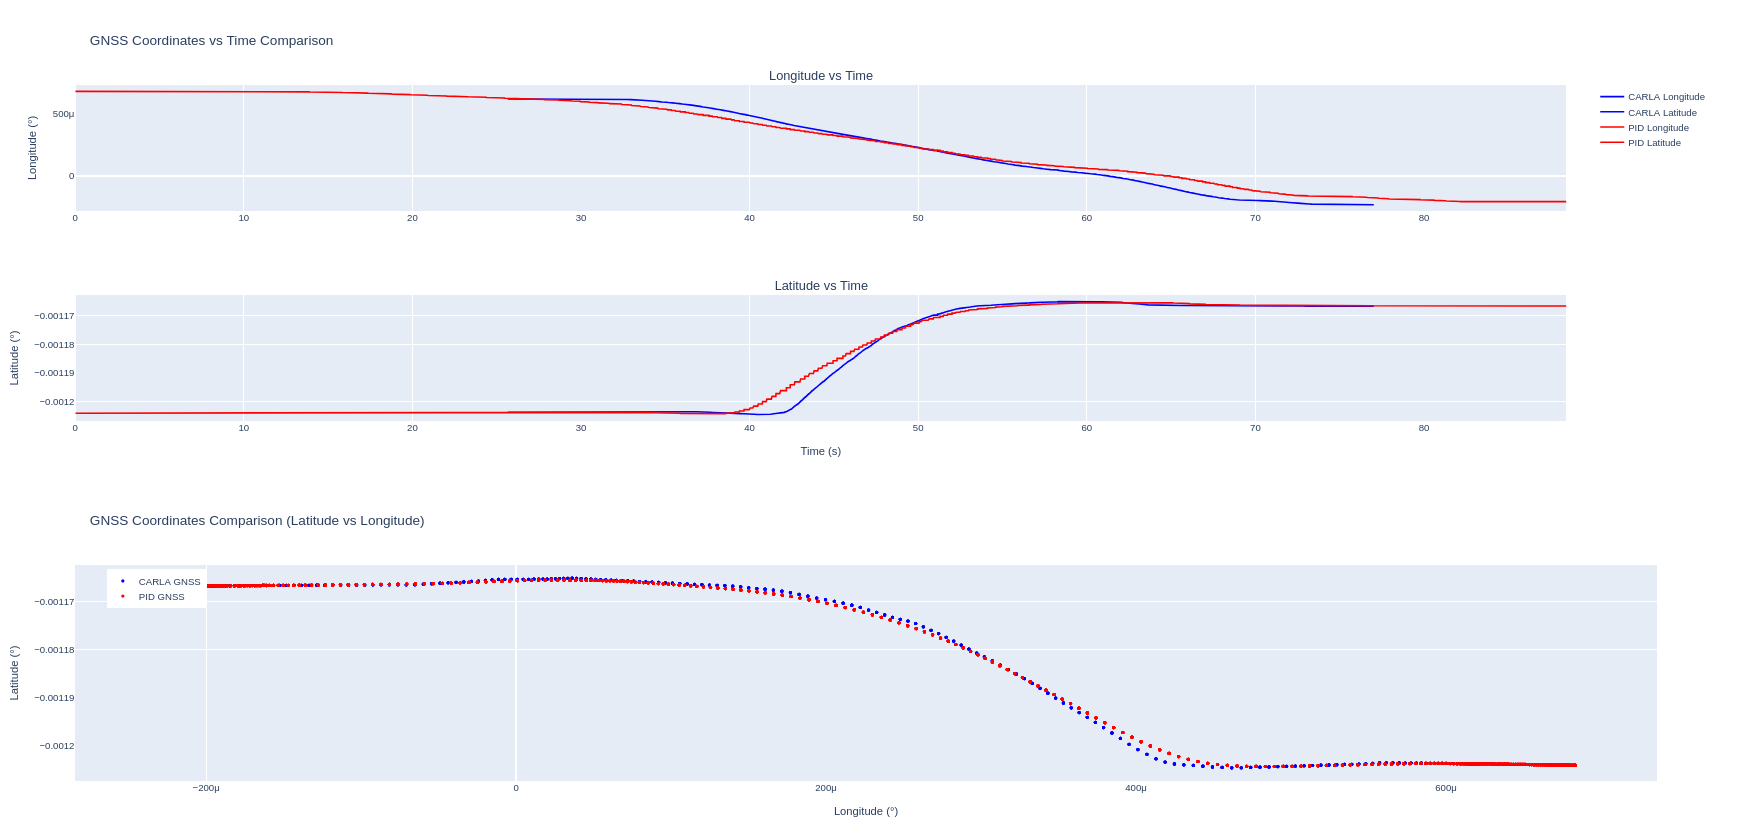 GNSS Coordinates vs Time Comparison
Longitude vs Time
Longitude (°)
500μ
0
0 10 20 30 40 50 60 70 80
CARLA Longitude
CARLA Latitude
PID Longitude
PID Latitude
Latitude vs Time
Latitude (°)
−0.00117
−0.00118
−0.00119
−0.0012
0 10 20 30 40 50 60 70 80
Time (s)
GNSS Coordinates Comparison (Latitude vs Longitude)
CARLA GNSS
PID GNSS
Latitude (°)
−0.00117
−0.00118
−0.00119
−0.0012
−200μ 0 200μ 400μ 600μ
Longitude (°)